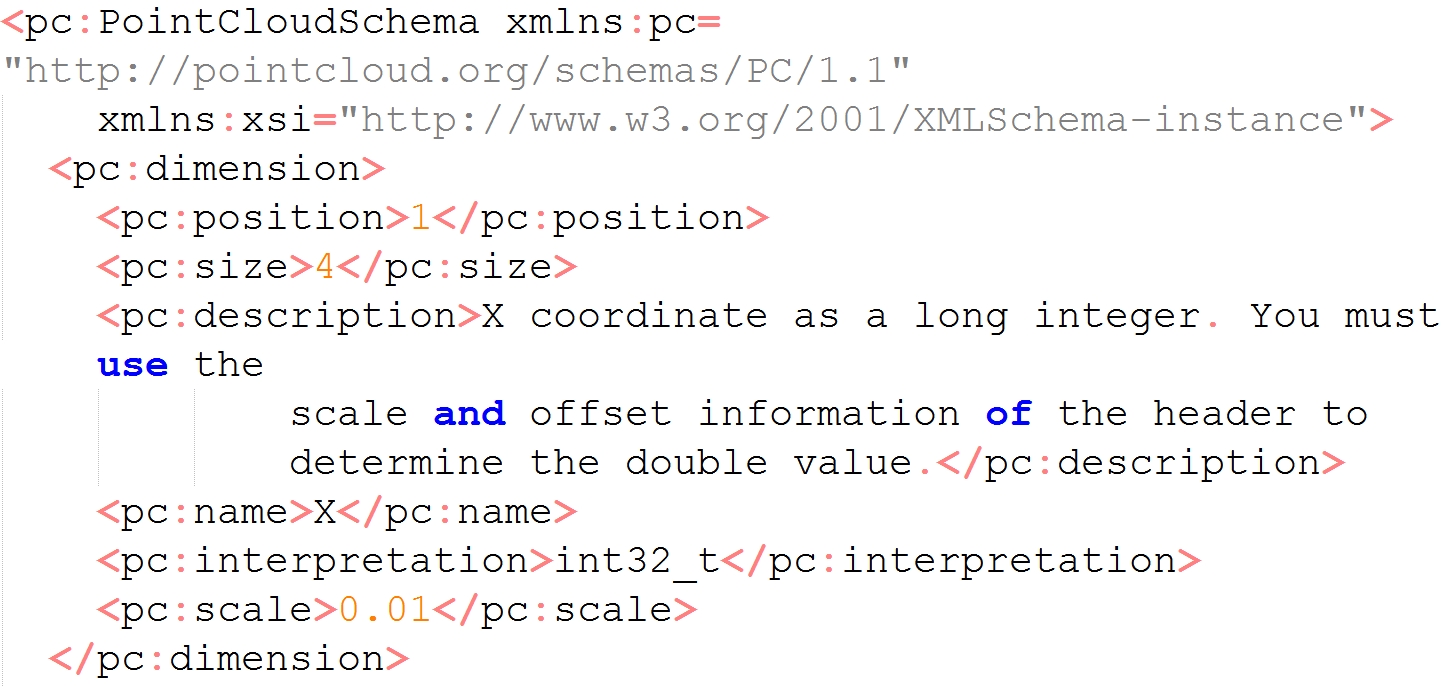 <pc:PointCloudSchema xmlns:pc=
"http://pointcloud.org/schemas/PC/1.1"
xmlns:xsi="http://www.w3.org/2001/XMLSchema-instance">
<pc:dimension>
<pc:position>1</pc:position>
<pc:size>4</pc:size>
<pc:description>X coordinate as a long integer. You must
use the
scale and offset information of the header to
determine the double value.</pc:description>
<pc:name>X</pc:name>
<pc:interpretation>int32_t</pc:interpretation>
<pc:scale>0.01</pc:scale>
</pc:dimension>